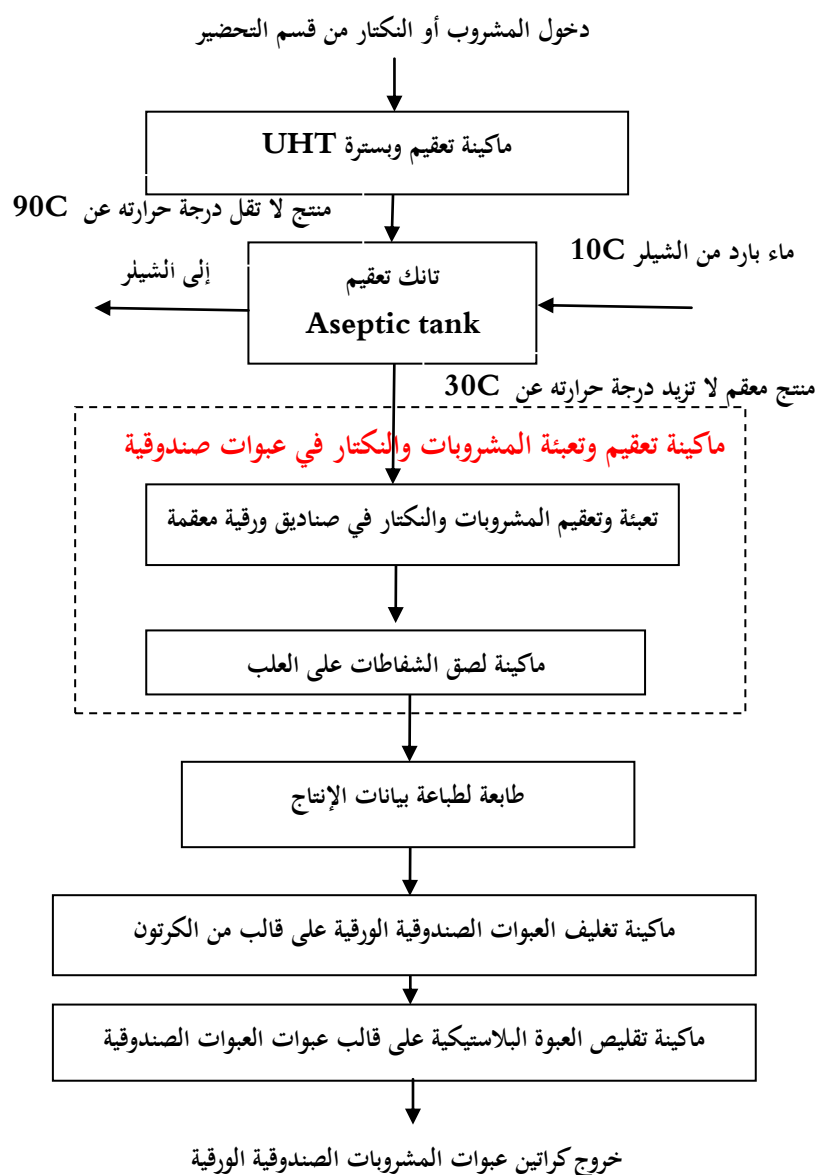 دخول المشروب أو النكتار من قسم التحضير
ماكينة تعقيم وبسترة UHT
منتج لا تقل درجة حرارته عن 90C
ماء بارد من الشيلر 10C
تانك تعقيم
Aseptic tank
إلى الشيلر
منتج معقم لا تزيد درجة حرارته عن 30C
ماكينة تعقيم وتعبئة المشروبات والنكتار في عبوات صندوقية
تعبئة وتعقيم المشروبات والنكتار في صناديق ورقية معقمة
ماكينة لصق الشفاطات على العلب
طابعة لطباعة بيانات الإنتاج
ماكينة تغليف العبوات الصندوقية الورقية على قالب من الكرتون
ماكينة تقليص العبوة البلاستيكية على قالب عبوات العبوات الصندوقية
خروج كراتين عبوات المشروبات الصندوقية الورقية